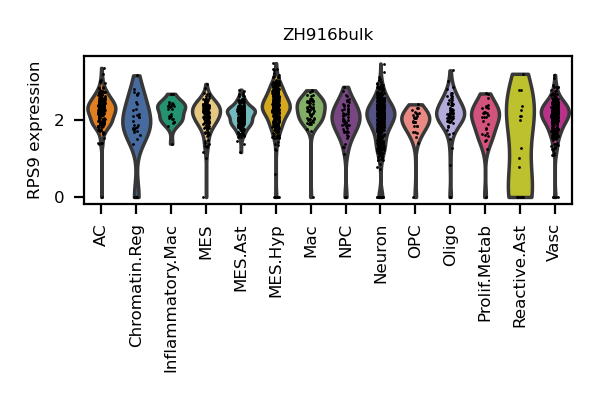 ZH916bulk
RPS9 expression
2
0
AC
Chromatin.Reg
Inflammatory.Mac
MES
MES.Ast
MES.Hyp
Mac
NPC
Neuron
OPC
Oligo
Prolif.Metab
Reactive.Ast
Vasc